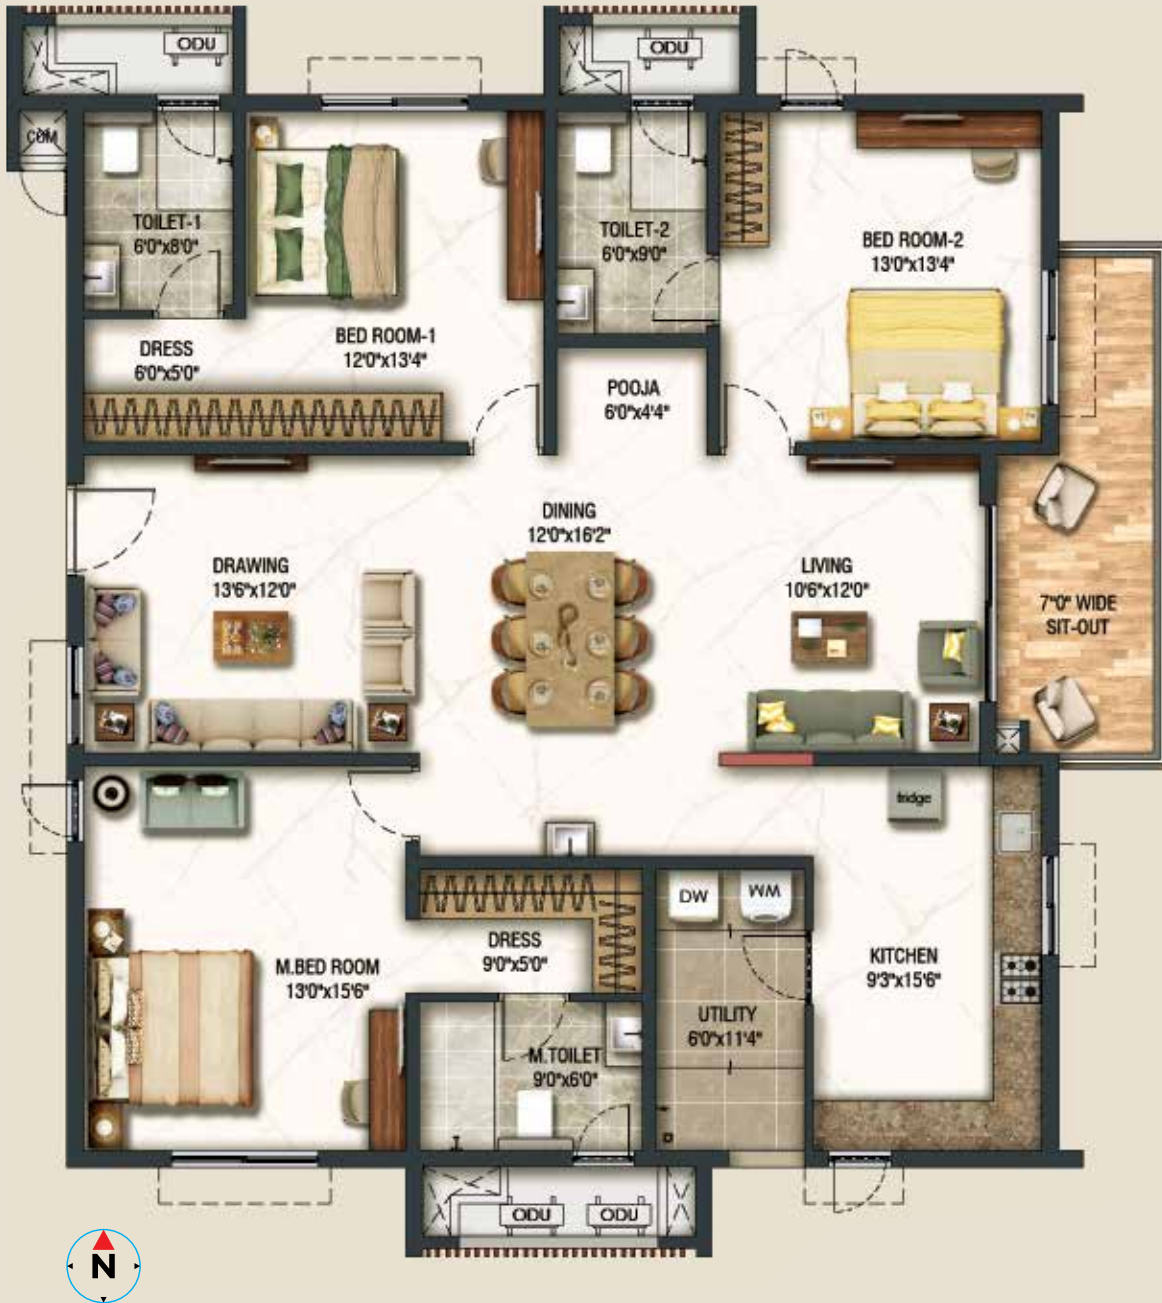 ODU
ODU
COM
TOILET-1
6'0"x8'0"
TOILET-2
6'0"x9'0"
BED ROOM-2
13'0"x13'4"
BED ROOM-1
12'0"x13'4"
DRESS
6'0"x5'0"
POOJA
6'0"x4'4"
DINING
12'0"x16'2"
DRAWING
13'6"x12'0"
LIVING
10'6"x12'0"
7'0" WIDE
SIT-OUT
fridge
DW
WM
DRESS
9'0"x5'0"
KITCHEN
9'3"x15'6"
M.BED ROOM
13'0"x15'6"
UTILITY
6'0"x11'4"
M.TOILET
9'0"x6'0"
ODU
ODU
N